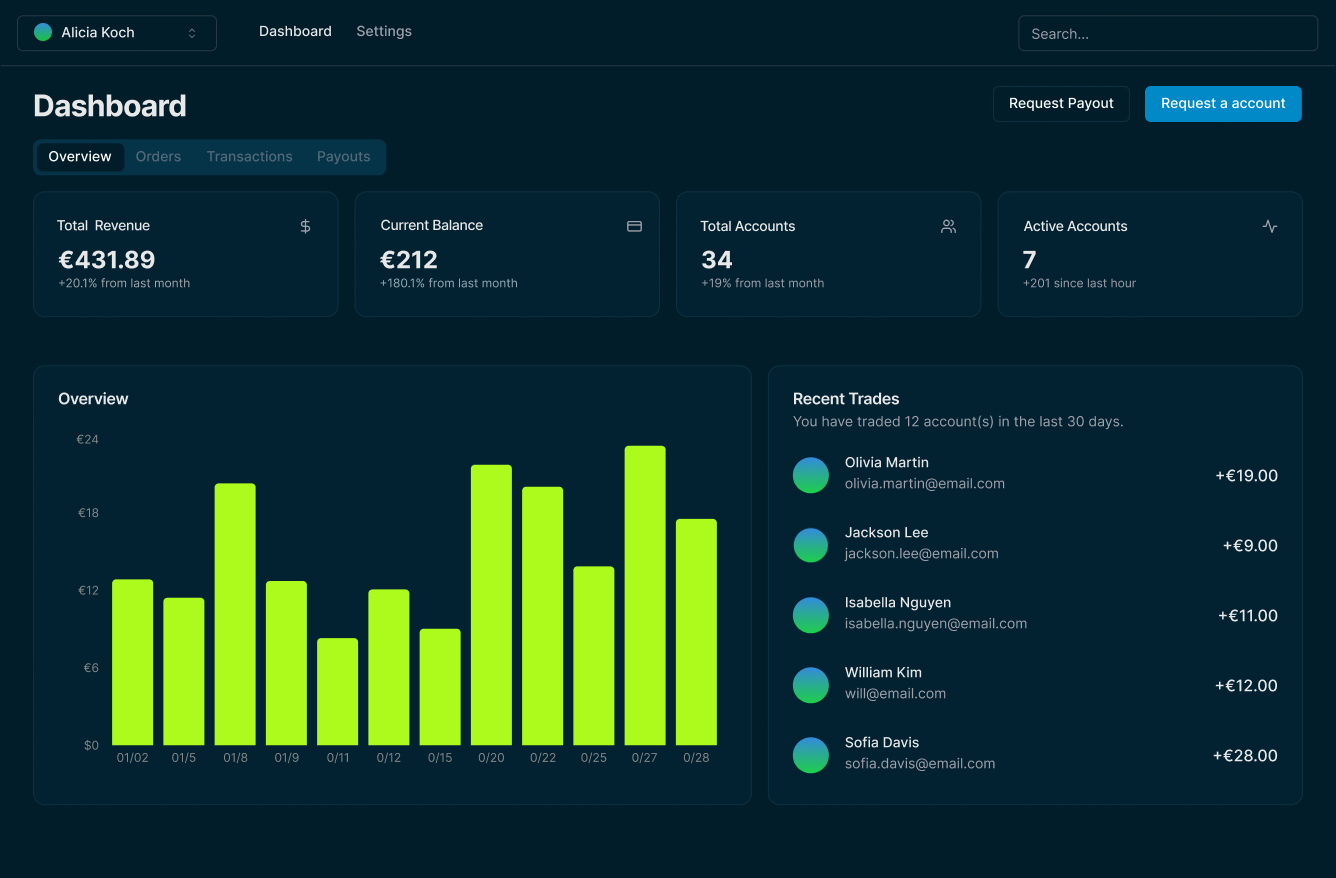 Alicia Koch
Dashboard
Settings
Search...
Dashboard
Request Payout
Request a account
Overview
Orders
Transactions
Payouts
Total  Revenue
€431.89
+20.1% from last month
Current Balance
€212
+180.1% from last month
Total Accounts
34
+19% from last month
Active Accounts
7
+201 since last hour
Overview
€24
€18
€12
€6
$0
01/02 01/5 01/8 01/9 0/11 0/12 0/15 0/20 0/22 0/25 0/27 0/28
Recent Trades
You have traded 12 account(s) in the last 30 days.
Olivia Martin
olivia.martin@email.com
+€19.00
Jackson Lee
jackson.lee@email.com
+€9.00
Isabella Nguyen
isabella.nguyen@email.com
+€11.00
William Kim
will@email.com
+€12.00
Sofia Davis
sofia.davis@email.com
+€28.00